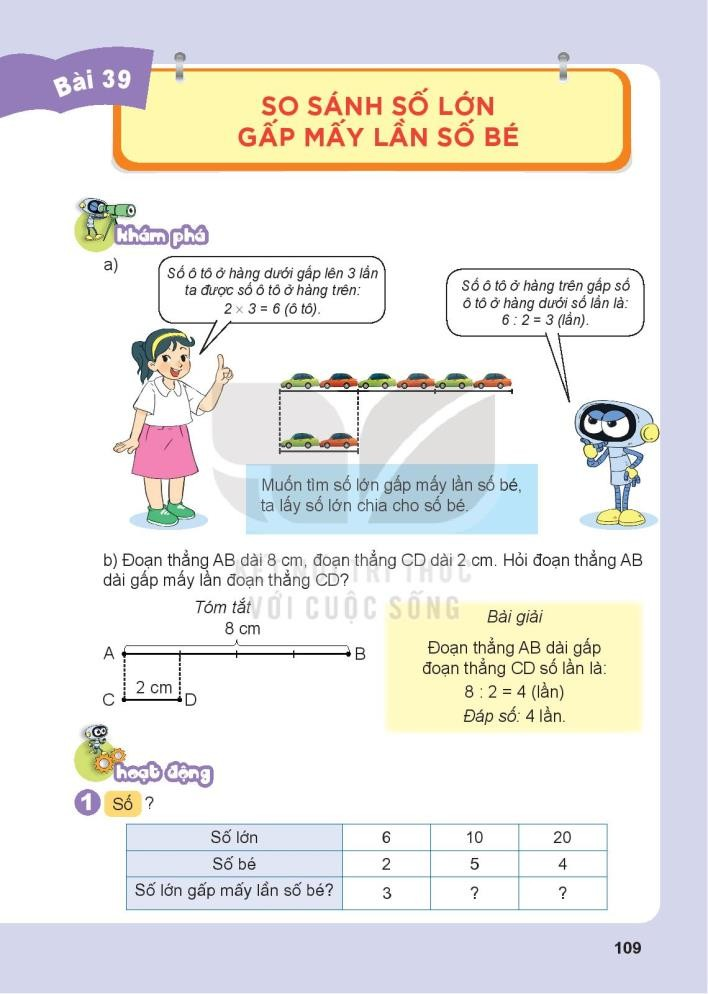 Bài 39
SO SÁNH SỐ LỚN
GẤP MẤY LẦN SỐ BÉ
khám phá
a)
Số ô tô ở hàng dưới gấp lên 3 lần
ta được số ô tô ở hàng trên:
2 × 3 = 6 (ô tô).
Số ô tô ở hàng trên gấp số
ô tô ở hàng dưới số lần là:
6 : 2 = 3 (lần).
Muốn tìm số lớn gấp mấy lần số bé,
ta lấy số lớn chia cho số bé.
b) Đoạn thẳng AB dài 8 cm, đoạn thẳng CD dài 2 cm. Hỏi đoạn thẳng AB
dài gấp mấy lần đoạn thẳng CD?
KẾT NỐI TRI THỨC
VỚI CUỘC SỐNG
Tóm tắt
8 cm
A B
2 cm
C D
Bài giải
Đoạn thẳng AB dài gấp
đoạn thẳng CD số lần là:
8 : 2 = 4 (lần)
Đáp số: 4 lần.
hoạt động
1 Số ?
Số lớn 6 10 20
Số bé 2 5 4
Số lớn gấp mấy lần số bé? 3 ? ?
109